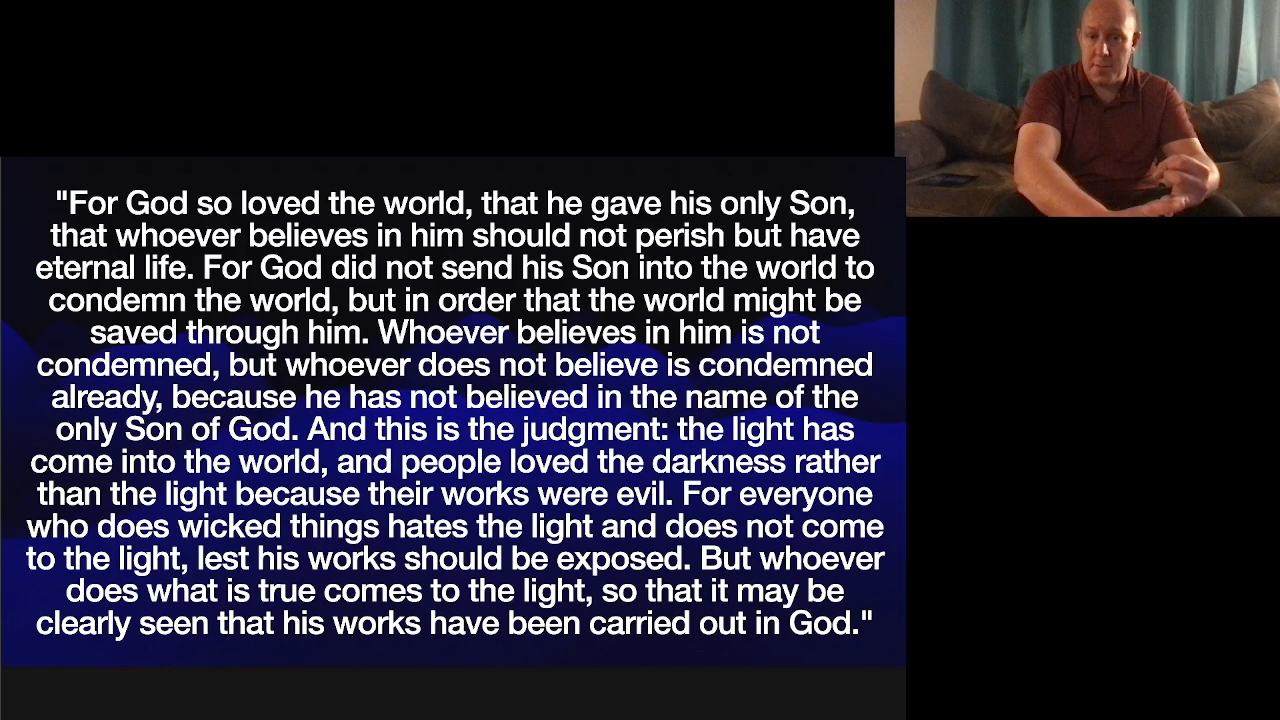 "For God so loved the world, that he gave his only Son,
that whoever believes in him should not perish but have
eternal life. For God did not send his Son into the world to
condemn the world, but in order that the world might be
saved through him. Whoever believes in him is not
condemned, but whoever does not believe is condemned
already, because he has not believed in the name of the
only Son of God. And this is the judgment: the light has
come into the world, and people loved the darkness rather
than the light because their works were evil. For everyone
who does wicked things hates the light and does not come
to the light, lest his works should be exposed. But whoever
does what is true comes to the light, so that it may be
clearly seen that his works have been carried out in God."